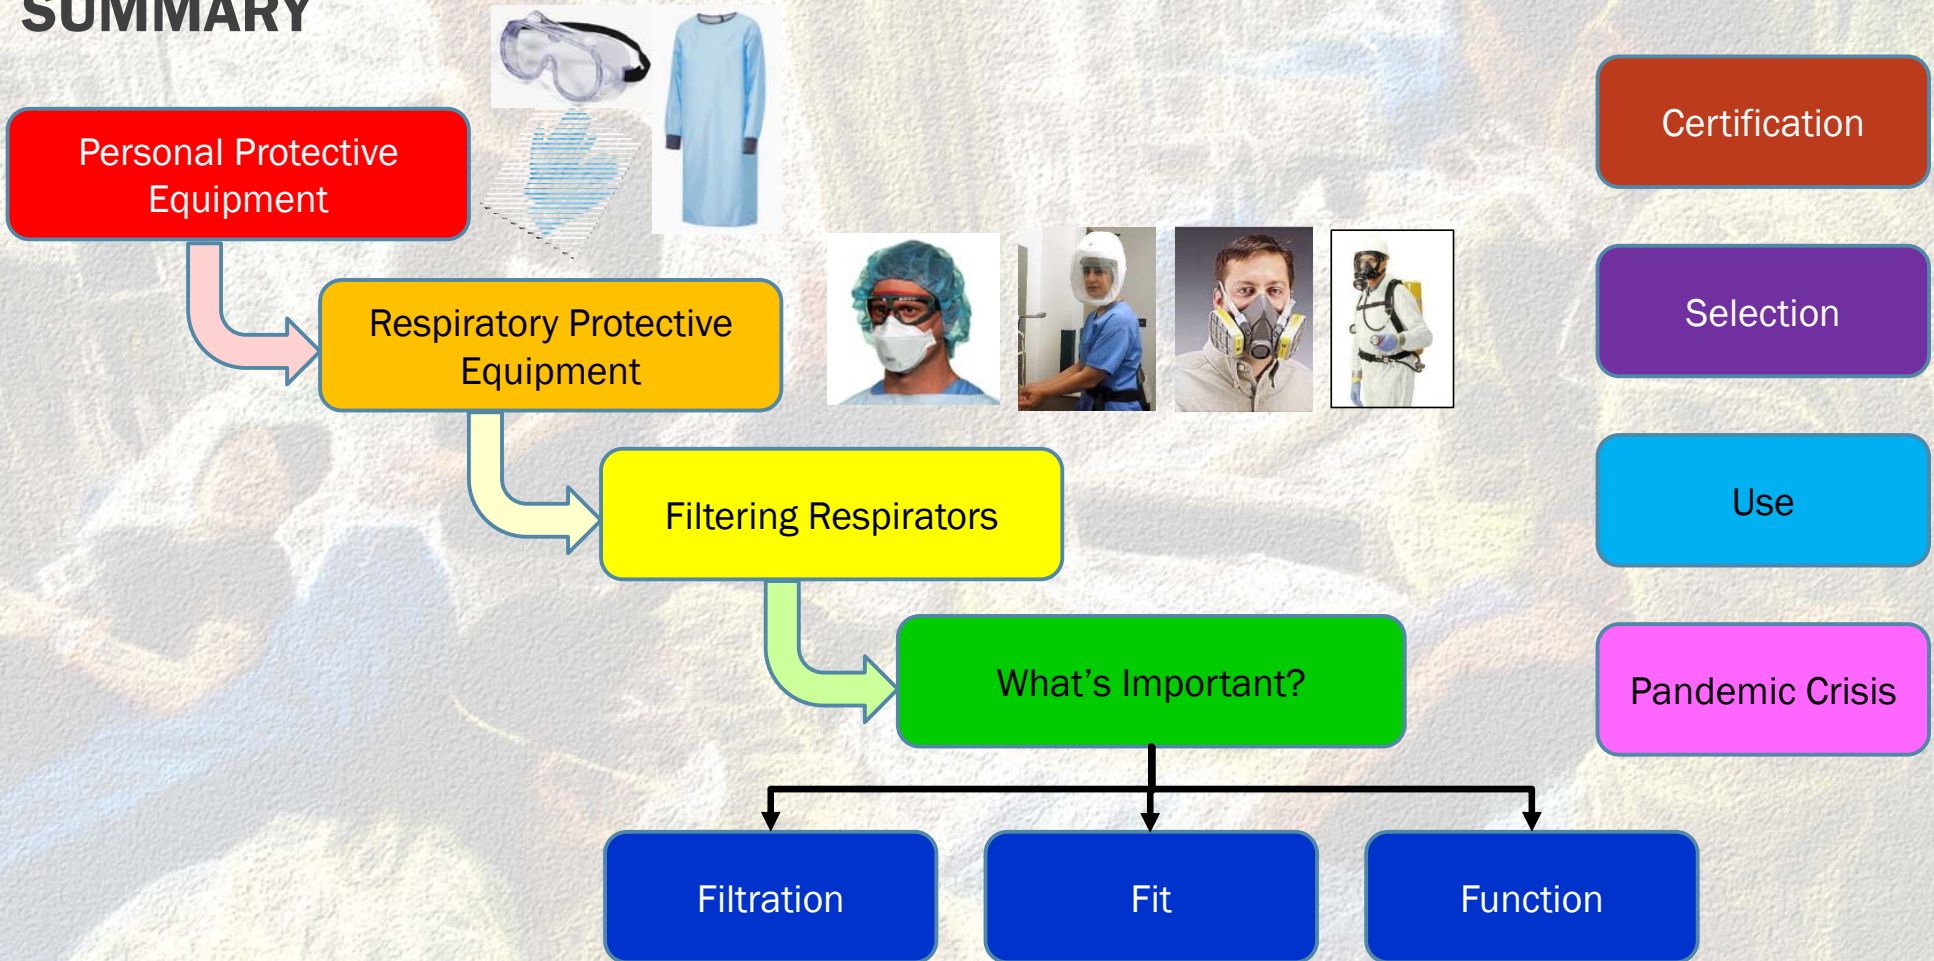 SUMMARY
Personal Protective
Equipment
Respiratory Protective
Equipment
Filtering Respirators
What's Important?
Filtration
Fit
Function
Certification
Selection
Use
Pandemic Crisis